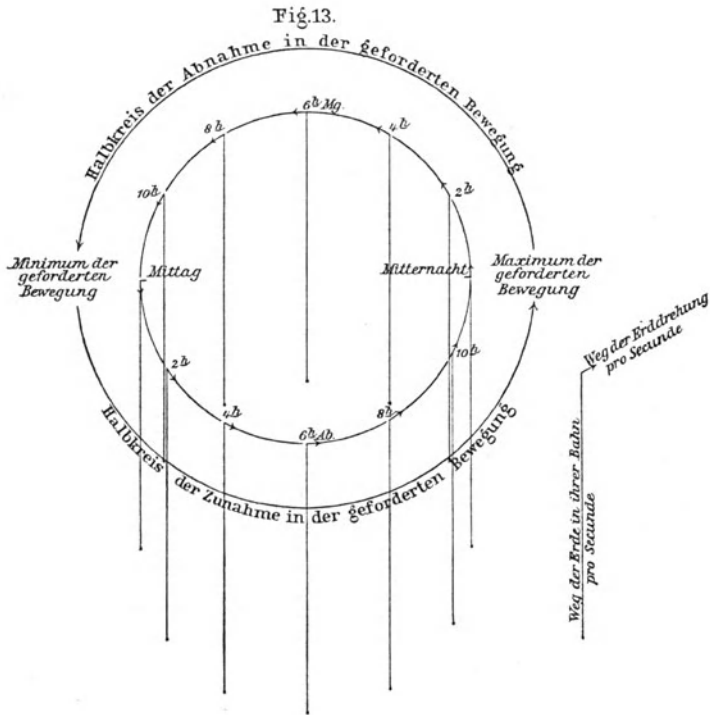 Fig.13.
Halbkreis der Abnahme in der geforderten Bewegung
6h Mg.
8h
4h
10h
2h
Minimum der
geforderten
Bewegung
Mittag
Mitternacht
Maximum der
geforderten
Bewegung
2h
10h
4h
8h
6h Ab.
Halbkreis der Zunahme in der geforderten Bewegung
Weg der Erddrehung
pro Secunde
Weg der Erde in ihrer Bahn
pro Secunde